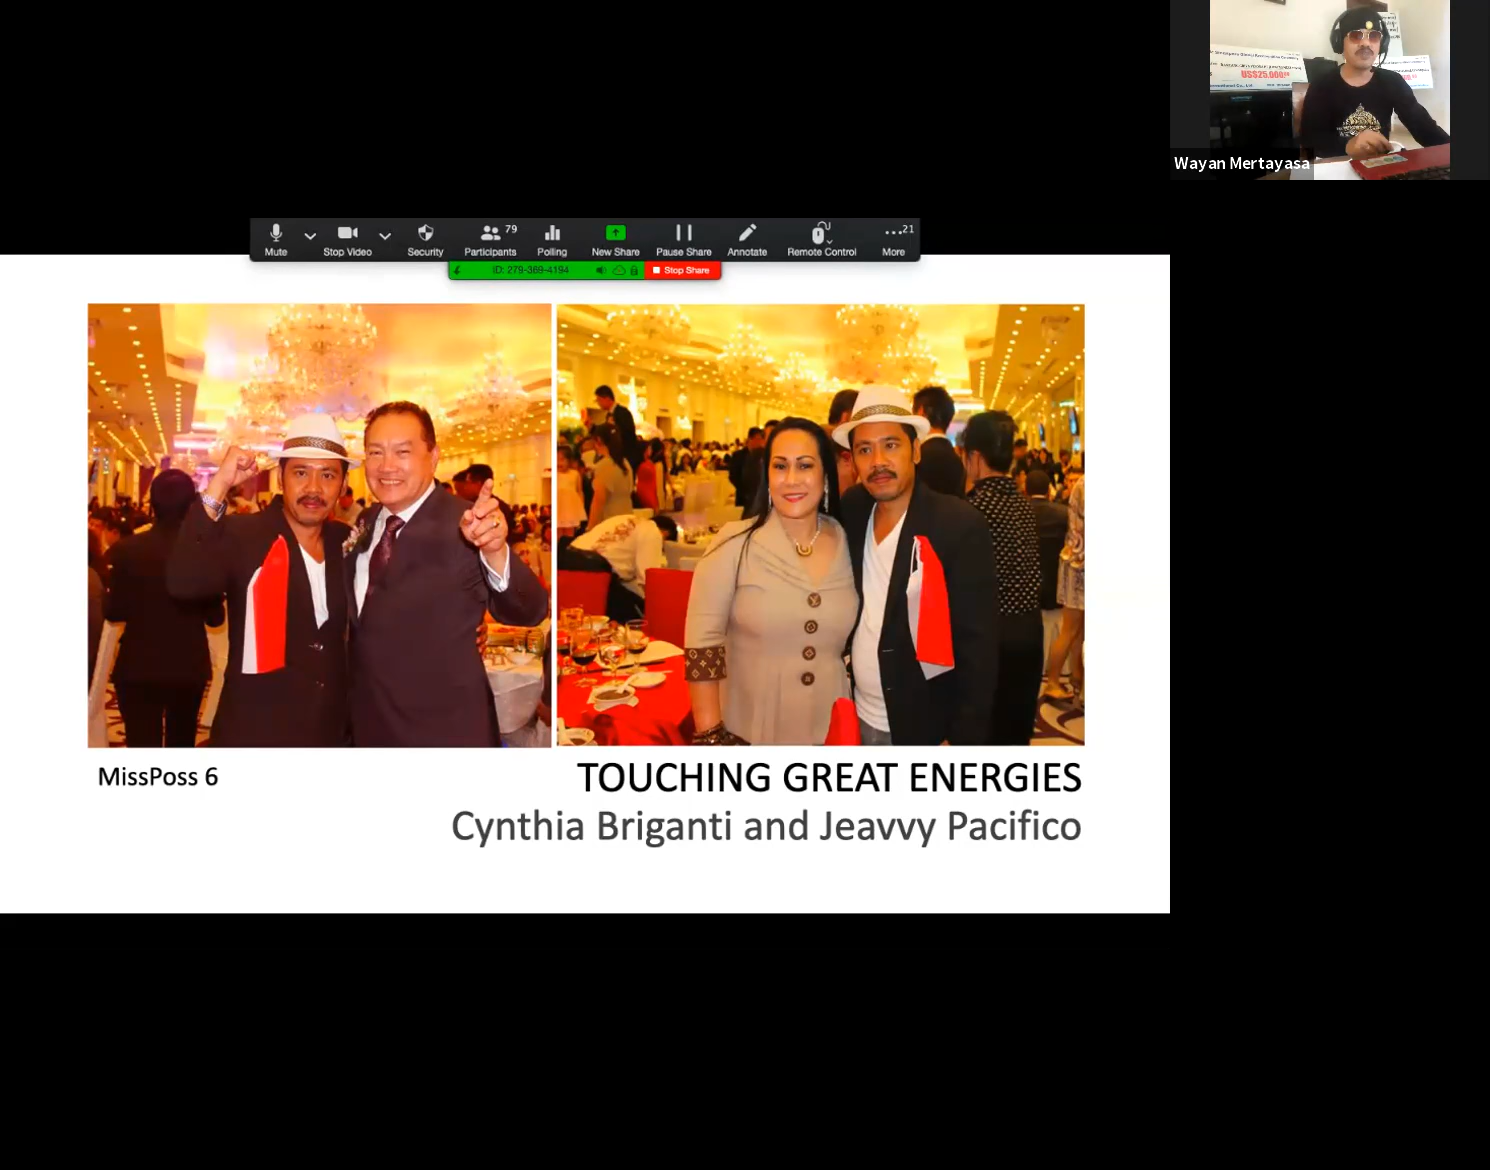 US$25,000.00
Wayan Mertayasa
79
21
Mute
Stop Video
Security
Participants
Polling
New Share
Pause Share
Annotate
Remote Control
More
ID: 279-369-4194
Stop Share
MissPoss 6
TOUCHING GREAT ENERGIES
Cynthia Briganti and Jeavvy Pacifico